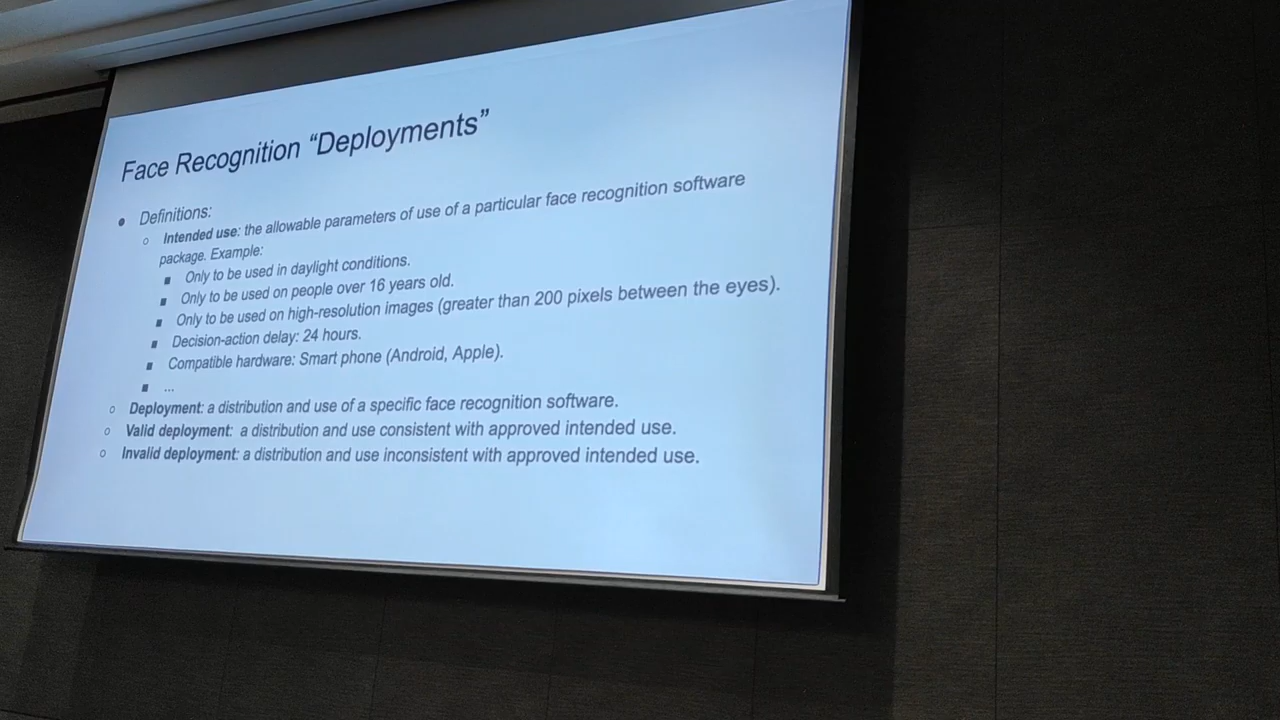 Face Recognition “Deployments”
● Definitions:
○ Intended use: the allowable parameters of use of a particular face recognition software
package. Example:
■ Only to be used in daylight conditions.
■ Only to be used on people over 16 years old.
■ Only to be used on high-resolution images (greater than 200 pixels between the eyes).
■ Decision-action delay: 24 hours.
■ Compatible hardware: Smart phone (Android, Apple).
■ ...
○ Deployment: a distribution and use of a specific face recognition software.
○ Valid deployment: a distribution and use consistent with approved intended use.
○ Invalid deployment: a distribution and use inconsistent with approved intended use.